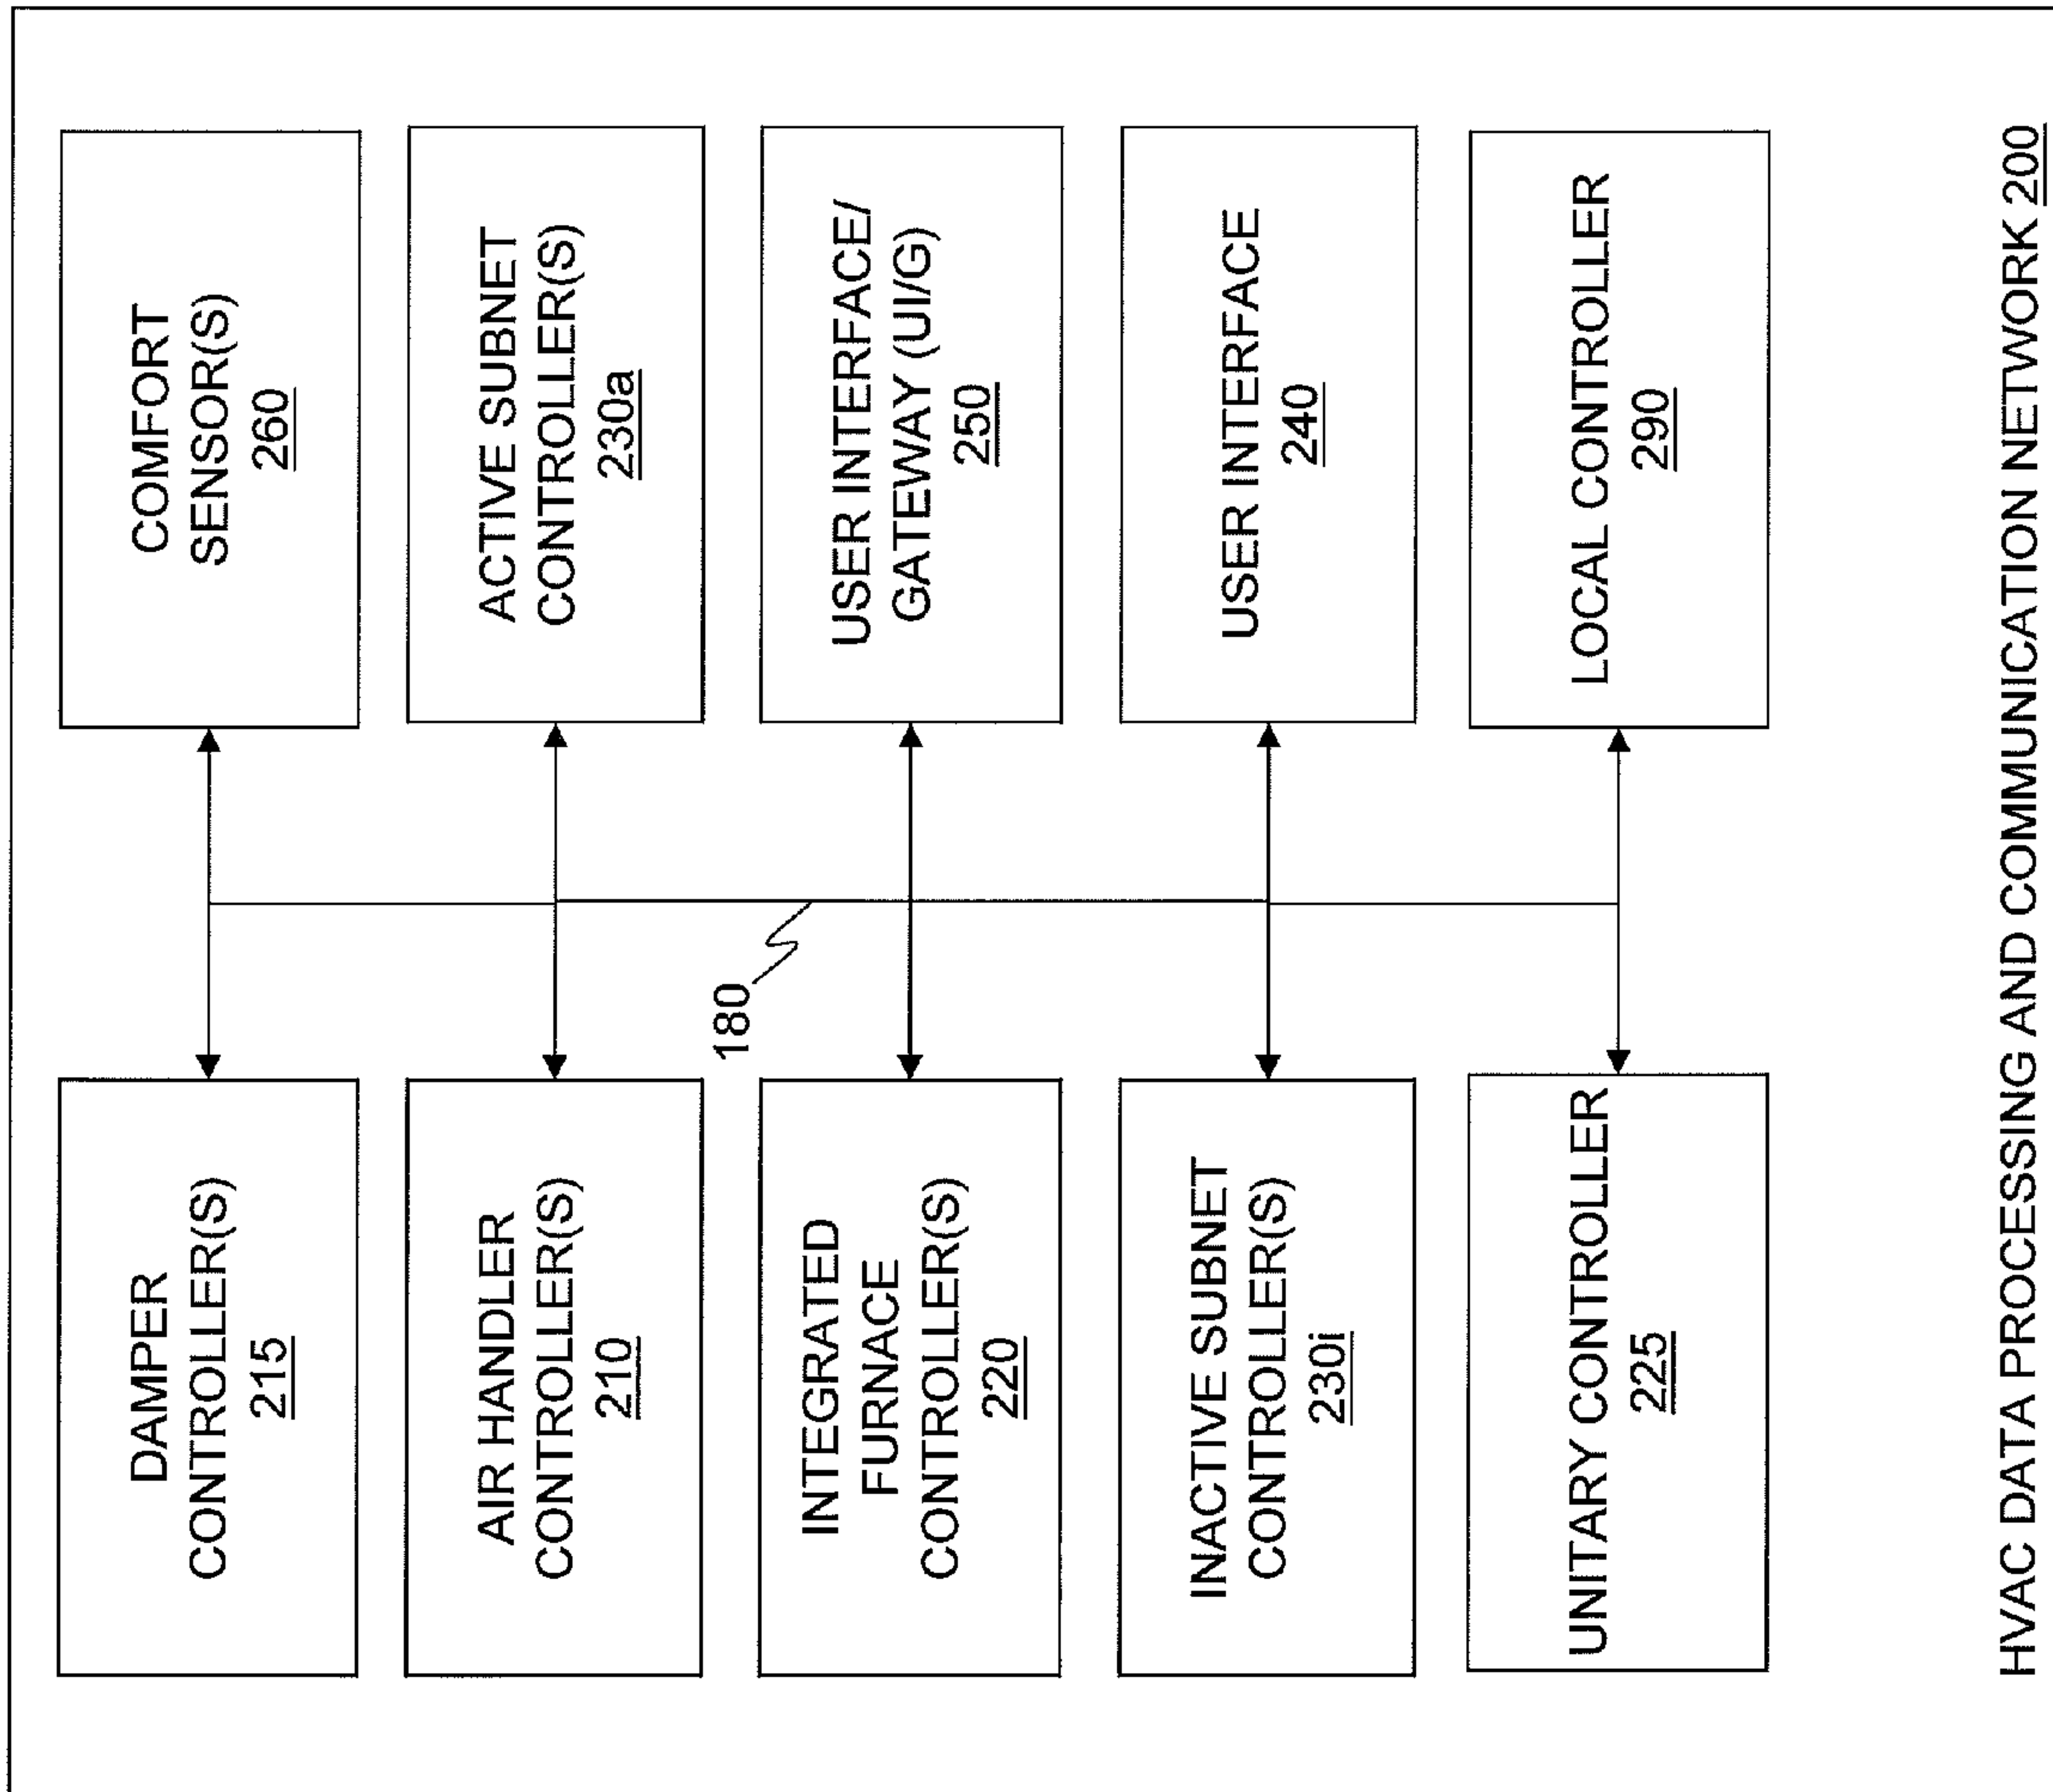 DAMPER
CONTROLLER(S)
215
COMFORT
SENSOR(S)
260
AIR HANDLER
CONTROLLER(S)
210
ACTIVE SUBNET
CONTROLLER(S)
230a
180
INTEGRATED
FURNACE
CONTROLLER(S)
220
USER INTERFACE/
GATEWAY (UI/G)
250
INACTIVE SUBNET
CONTROLLER(S)
230i
USER INTERFACE
240
UNITARY CONTROLLER
225
LOCAL CONTROLLER
290
HVAC DATA PROCESSING AND COMMUNICATION NETWORK 200